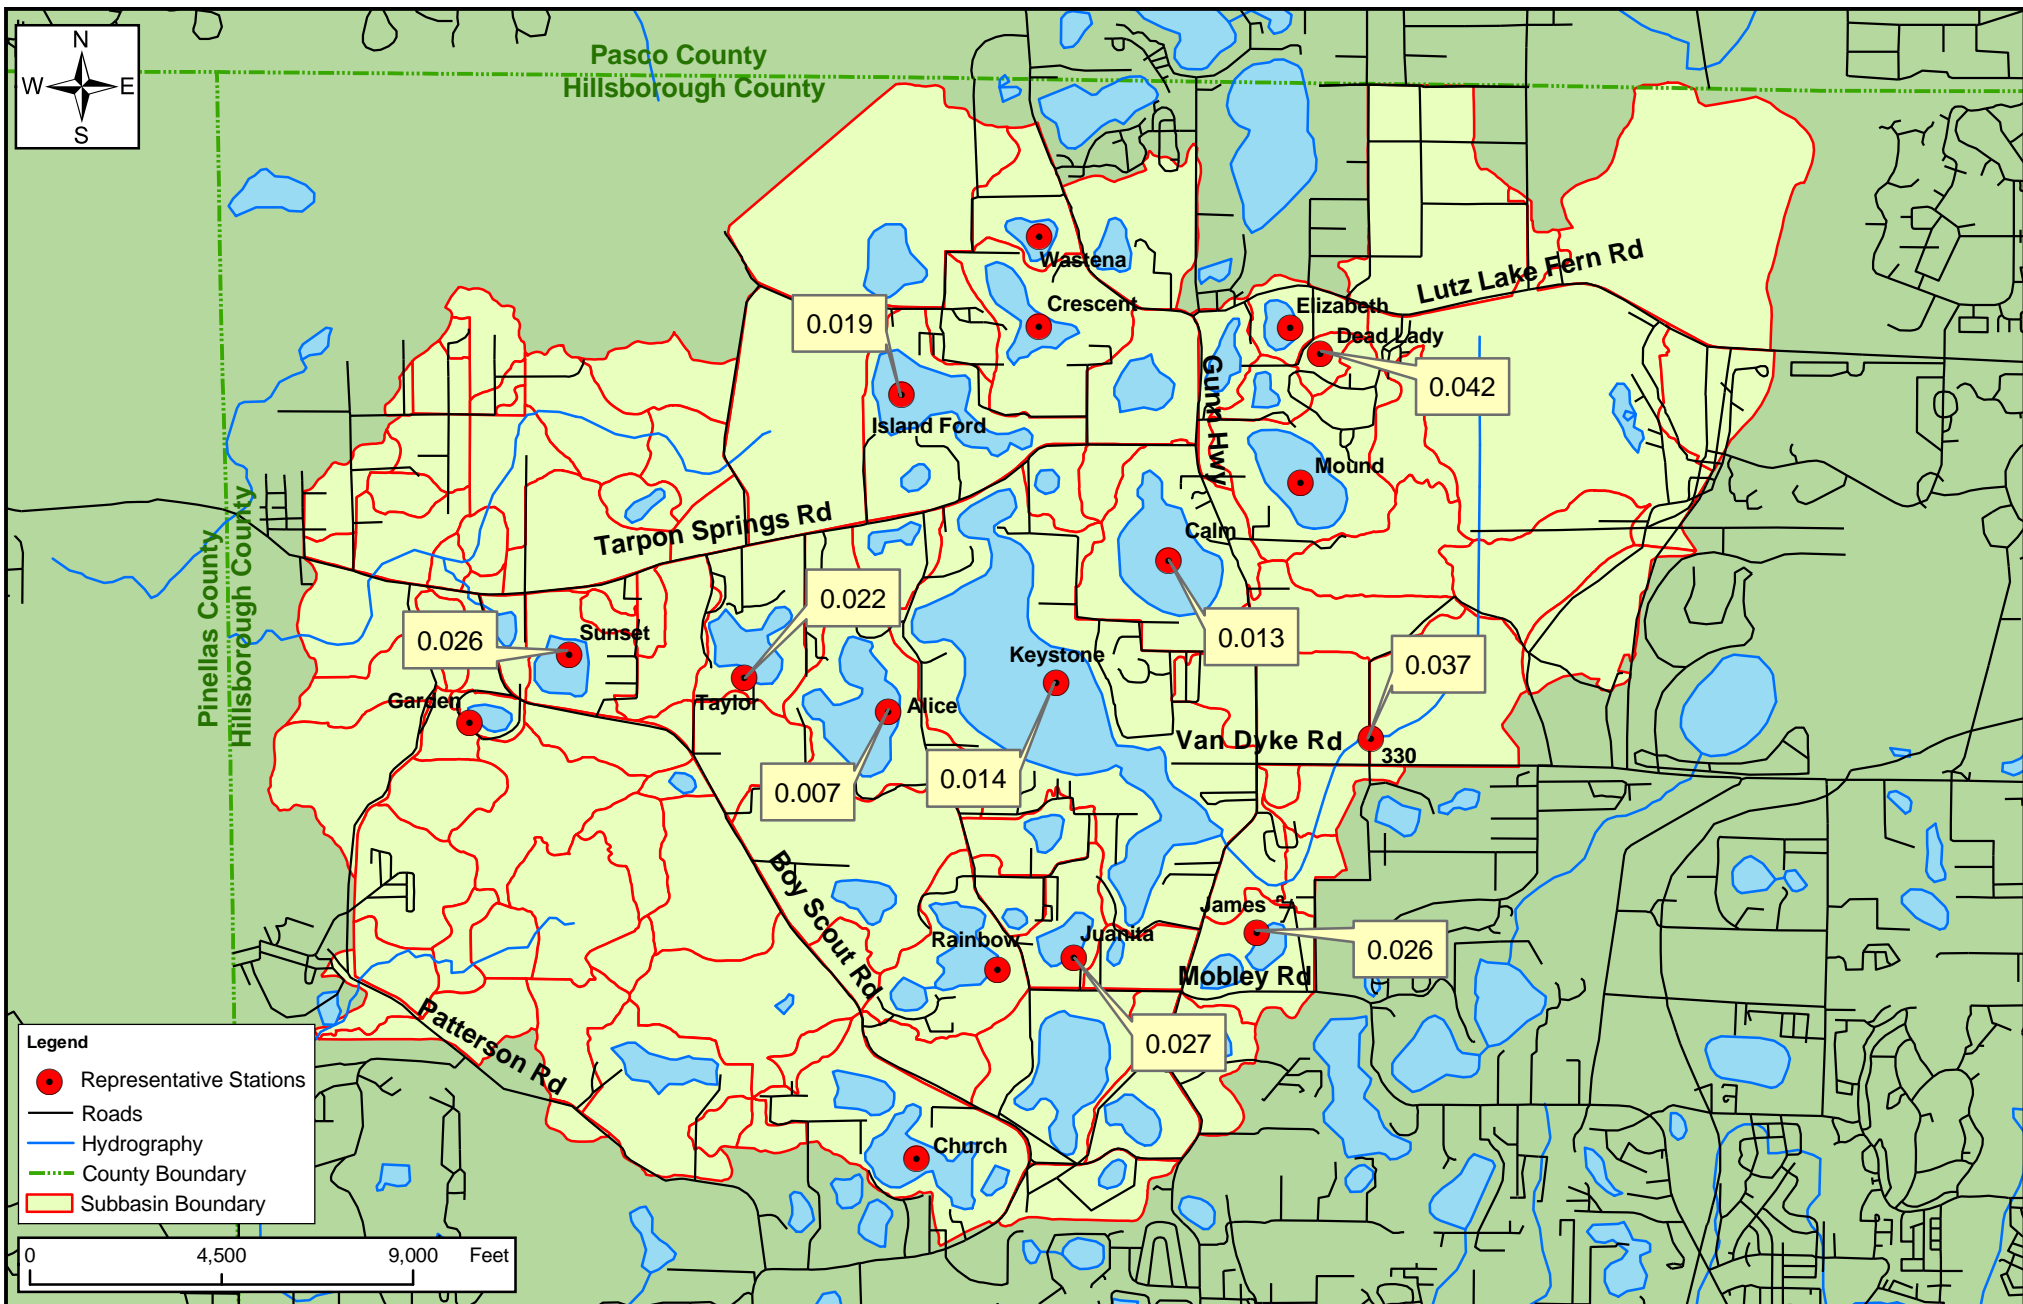 N
W
E
S
Pasco County
Hillsborough County
Wastena
Crescent
Elizabeth
Dead Lady
Lutz Lake Fern Rd
0.019
0.042
Island Ford
Gunn Hwy
Mound
Calm
Tarpon Springs Rd
Pinellas County
Hillsborough County
0.022
0.026
Sunset
0.013
Keystone
0.037
Garden
Taylor
Alice
Van Dyke Rd
330
0.007
0.014
Boy Scout Rd
James
Rainbow
Juanita
0.026
Mobley Rd
Patterson Rd
0.027
Church
Legend
Representative Stations
Roads
Hydrography
County Boundary
Subbasin Boundary
0 4,500 9,000 Feet